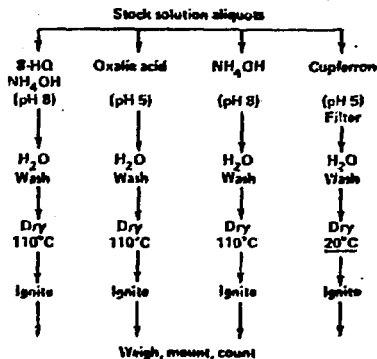 Stock solution aliquots
8-HQ
NH4OH
(pH 8)
Oxalic acid
(pH 5)
NH4OH
(pH 8)
Cupferron
(pH 5)
Filter
H2O
Wash
H2O
Wash
H2O
Wash
H2O
Wash
Dry
110°C
Dry
110°C
Dry
110°C
Dry
20°C
Ignite
Ignite
Ignite
Ignite
Weigh, mount, count